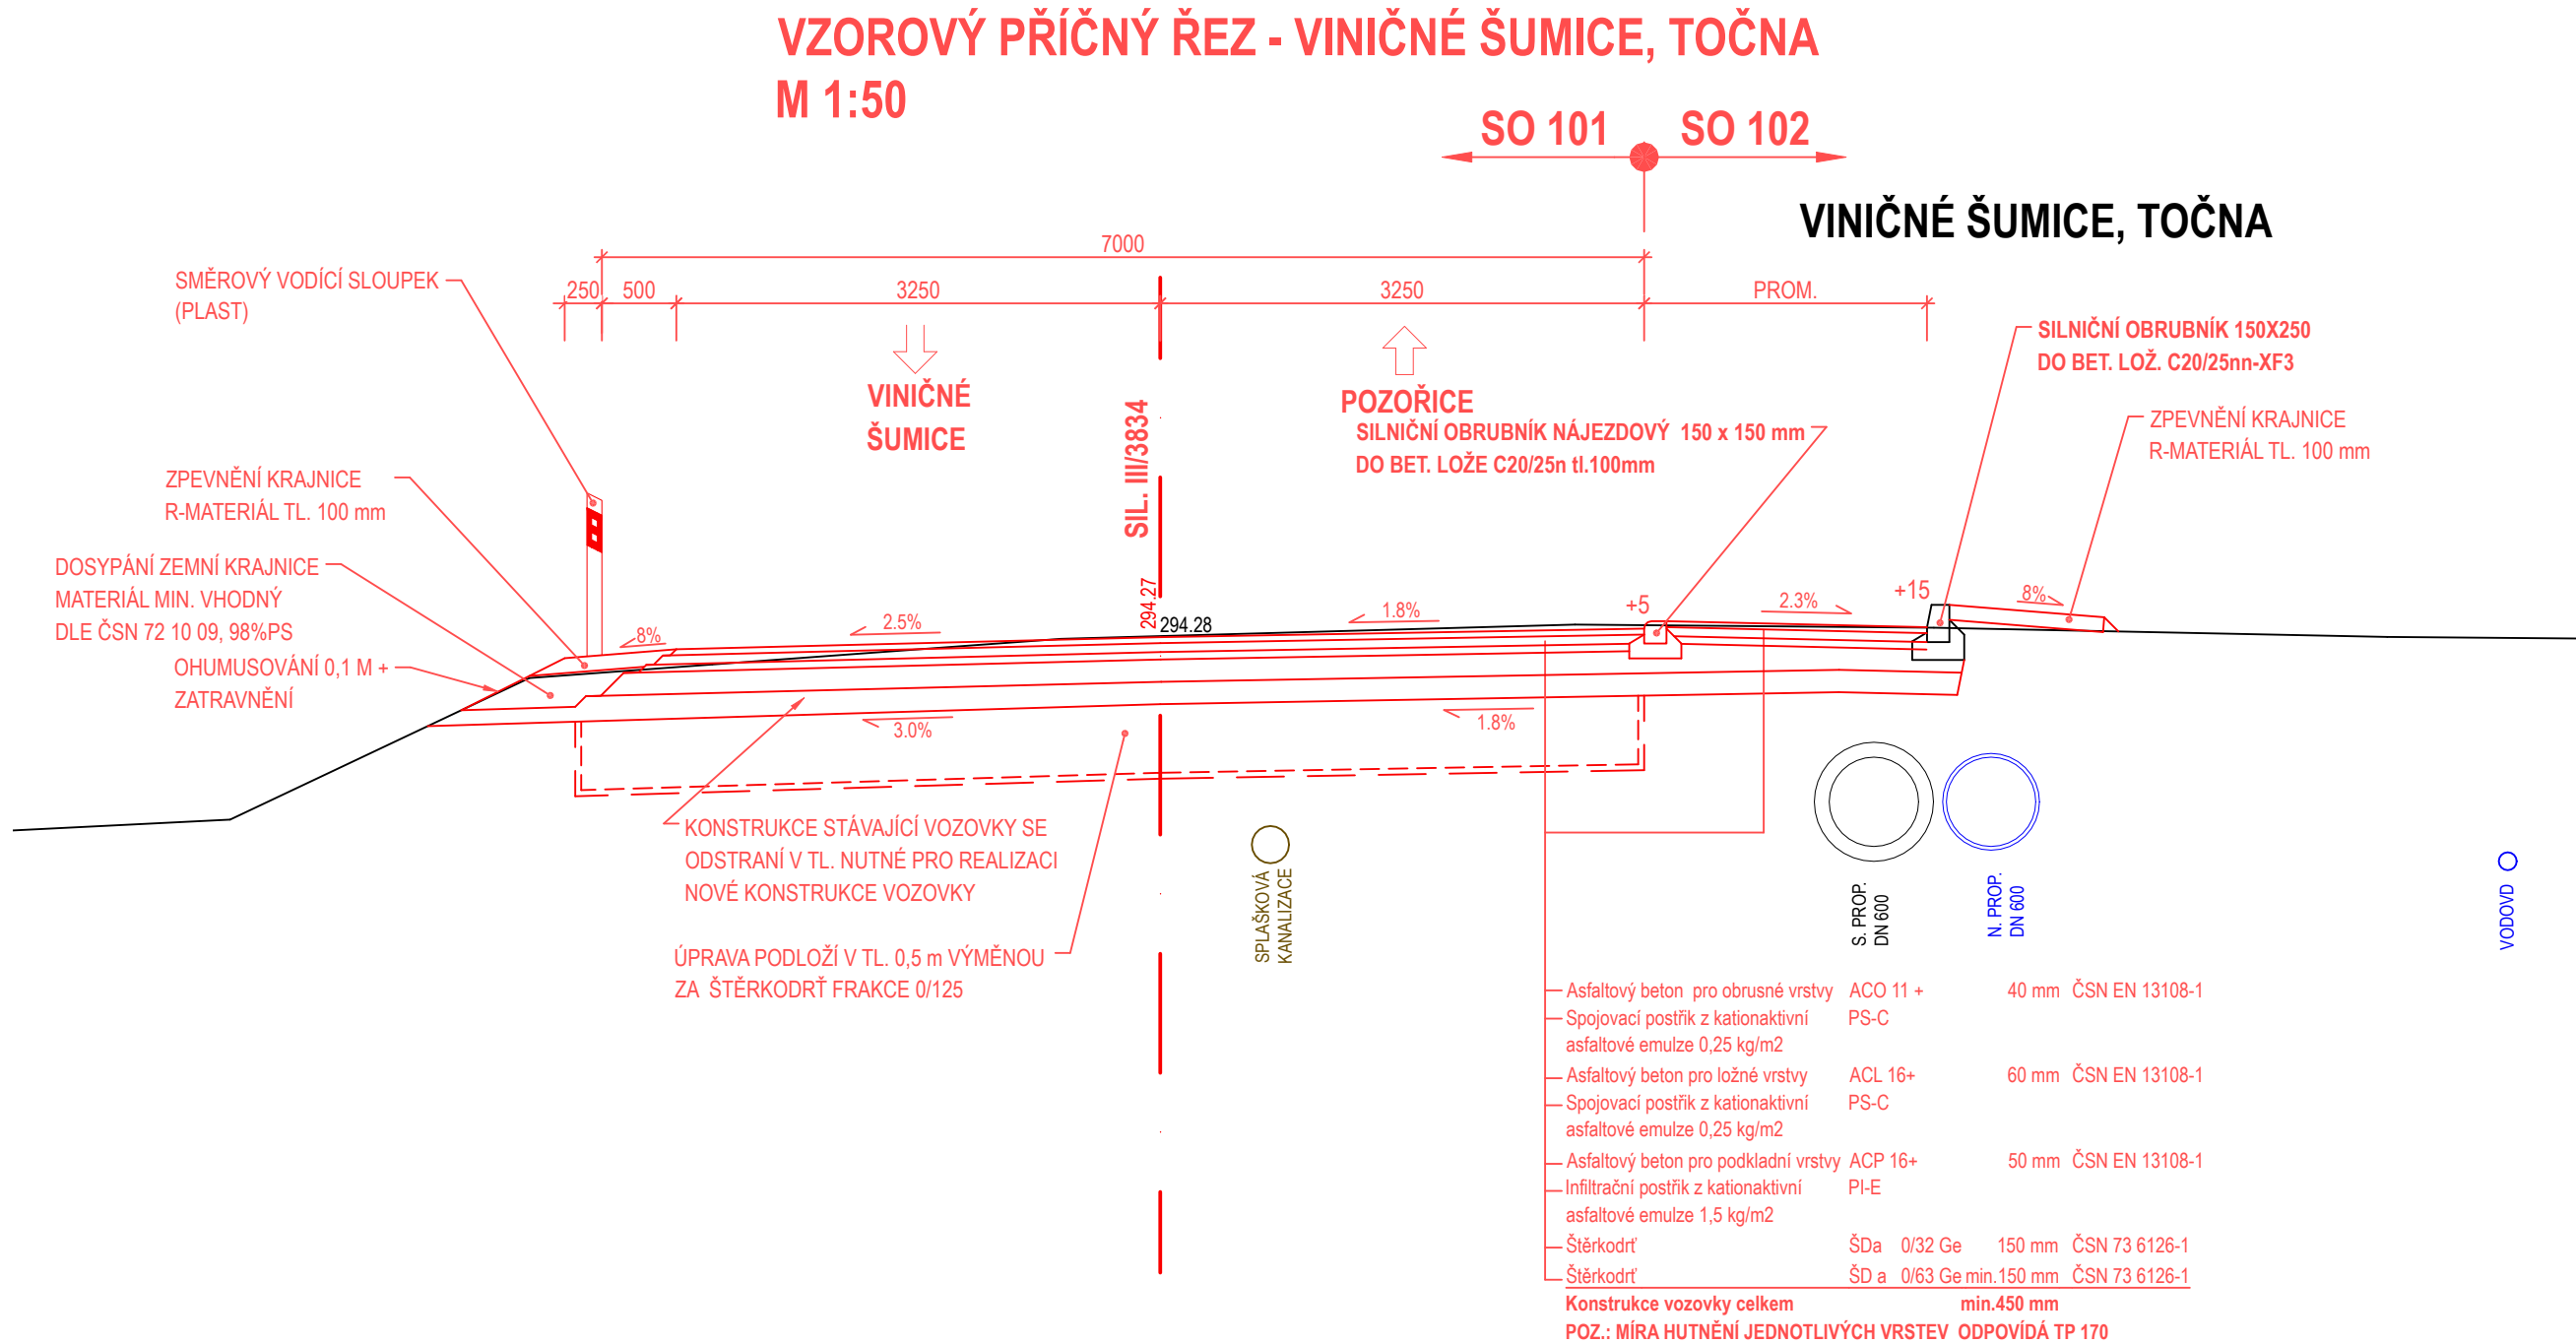 VZOROVÝ PŘÍČNÝ ŘEZ - VINIČNÉ ŠUMICE, TOČNA
M 1:50
SO 101 SO 102
VINIČNÉ ŠUMICE, TOČNA
7000
250 500 3250 3250 PROM.
SMĚROVÝ VODÍCÍ SLOUPEK
(PLAST)
SILNIČNÍ OBRUBNÍK 150X250
DO BET. LOŽ. C20/25nn-XF3
VINIČNÉ
ŠUMICE
SIL. III/3834
POZOŘICE
SILNIČNÍ OBRUBNÍK NÁJEZDOVÝ 150 x 150 mm
DO BET. LOŽE C20/25n tl.100mm
ZPEVNĚNÍ KRAJNICE
R-MATERIÁL TL. 100 mm
ZPEVNĚNÍ KRAJNICE
R-MATERIÁL TL. 100 mm
DOSYPÁNÍ ZEMNÍ KRAJNICE
MATERIÁL MIN. VHODNÝ
DLE ČSN 72 10 09, 98%PS
OHUMUSOVÁNÍ 0,1 M +
ZATRAVNĚNÍ
8%
2.5%
294.27
294.28
1.8%
+5
2.3%
+15
8%
3.0%
1.8%
KONSTRUKCE STÁVAJÍCÍ VOZOVKY SE
ODSTRANÍ V TL. NUTNÉ PRO REALIZACI
NOVÉ KONSTRUKCE VOZOVKY
ÚPRAVA PODLOŽÍ V TL. 0,5 m VÝMĚNOU
ZA ŠTĚRKODRŤ FRAKCE 0/125
SPLAŠKOVÁ
KANALIZACE
S. PROP.
DN 600
N. PROP.
DN 600
VODOVD
Asfaltový beton pro obrusné vrstvy ACO 11 + 40 mm ČSN EN 13108-1
Spojovací postřik z kationaktivní PS-C
asfaltové emulze 0,25 kg/m2
Asfaltový beton pro ložné vrstvy ACL 16+ 60 mm ČSN EN 13108-1
Spojovací postřik z kationaktivní PS-C
asfaltové emulze 0,25 kg/m2
Asfaltový beton pro podkladní vrstvy ACP 16+ 50 mm ČSN EN 13108-1
Infiltrační postřik z kationaktivní PI-E
asfaltové emulze 1,5 kg/m2
Štěrkodrť ŠDa 0/32 Ge 150 mm ČSN 73 6126-1
Štěrkodrť ŠD a 0/63 Ge min.150 mm ČSN 73 6126-1
Konstrukce vozovky celkem min.450 mm
POZ.: MÍRA HUTNĚNÍ JEDNOTLIVÝCH VRSTEV ODPOVÍDÁ TP 170